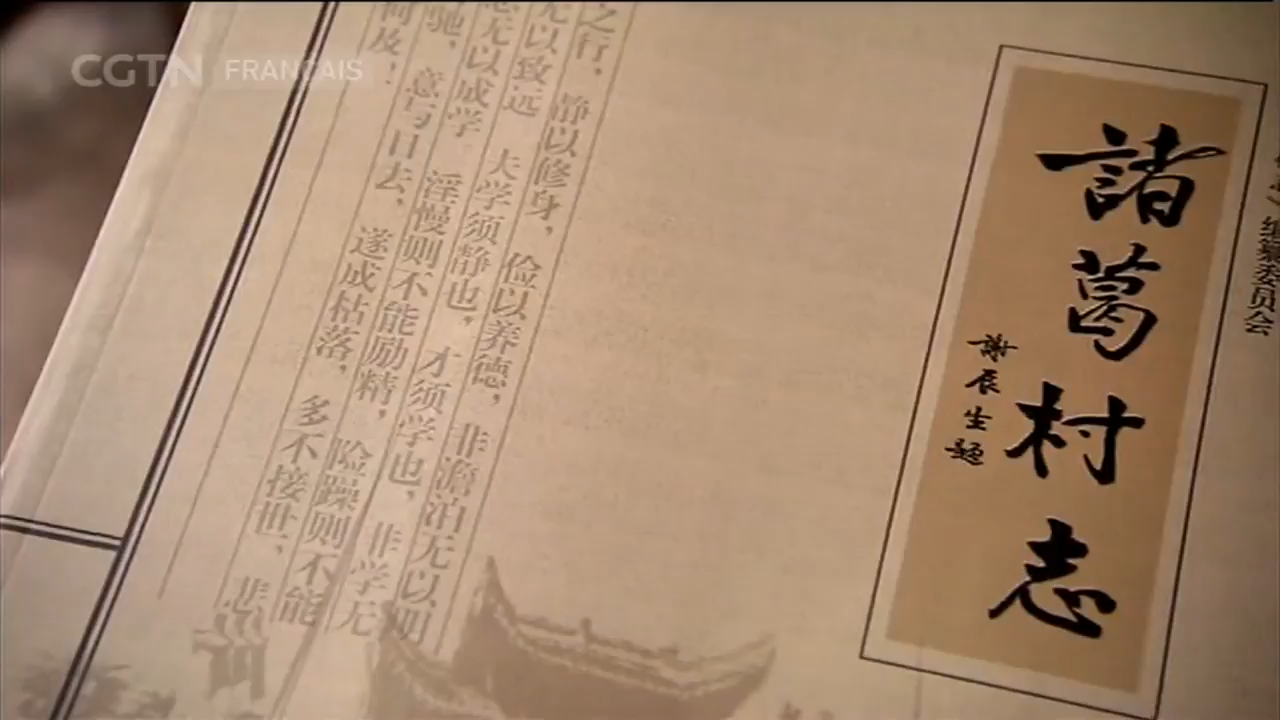 CGTN FRANÇAIS
》编纂委员会
諸葛村志
謝辰生題
之行，静以修身，俭以养德，非澹泊无以明
无以致远 夫学须静也，才须学也，非学无
无以成学 淫慢则不能励精，险躁则不能
驰，意与日去，遂成枯落，多不接世，悲
何及！